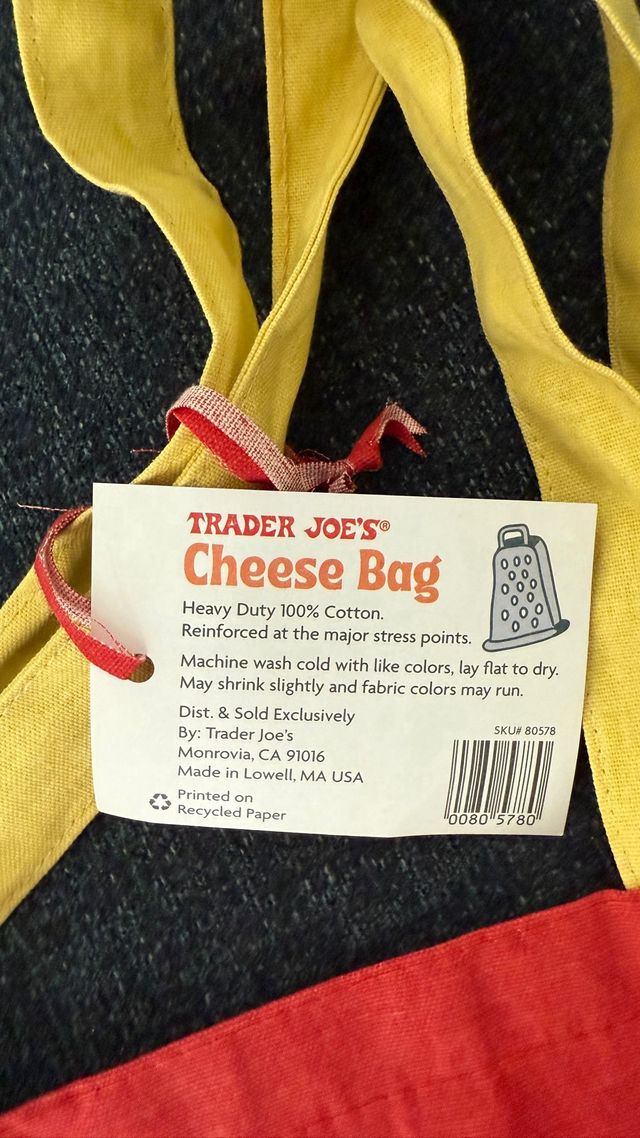 TRADER JOE'S®
Cheese Bag
Heavy Duty 100% Cotton.
Reinforced at the major stress points.
Machine wash cold with like colors, lay flat to dry.
May shrink slightly and fabric colors may run.
Dist. & Sold Exclusively
By: Trader Joe's
Monrovia, CA 91016
Made in Lowell, MA USA
Printed on
Recycled Paper
SKU# 80578
0080 5780